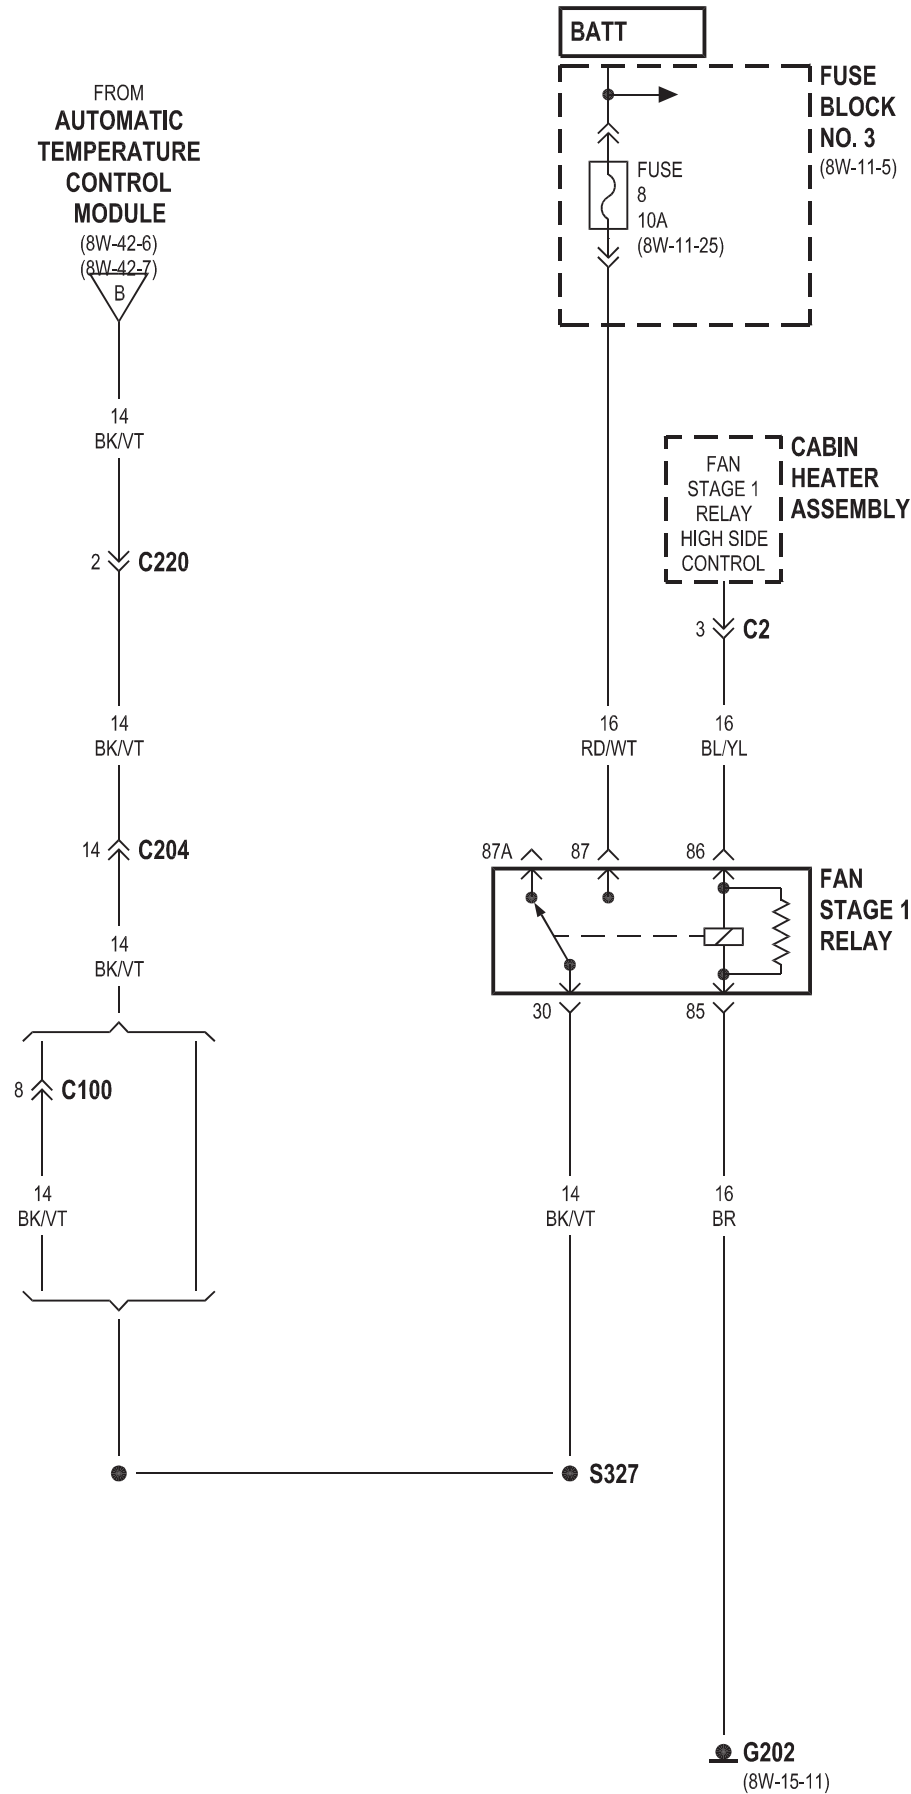 BATT
FUSE
BLOCK
NO. 3
(8W-11-5)
FUSE
8
10A
(8W-11-25)
FROM
AUTOMATIC
TEMPERATURE
CONTROL
MODULE
(8W-42-6)
(8W-42-7)
B
14
BK/VT
CABIN
HEATER
ASSEMBLY
FAN
STAGE 1
RELAY
HIGH SIDE
CONTROL
2 C220
3 C2
14
BK/VT
16
RD/WT
16
BL/YL
14 C204
87A 87 86
FAN
STAGE 1
RELAY
14
BK/VT
30 85
8 C100
14
BK/VT
14
BK/VT
16
BR
S327
G202
(8W-15-11)